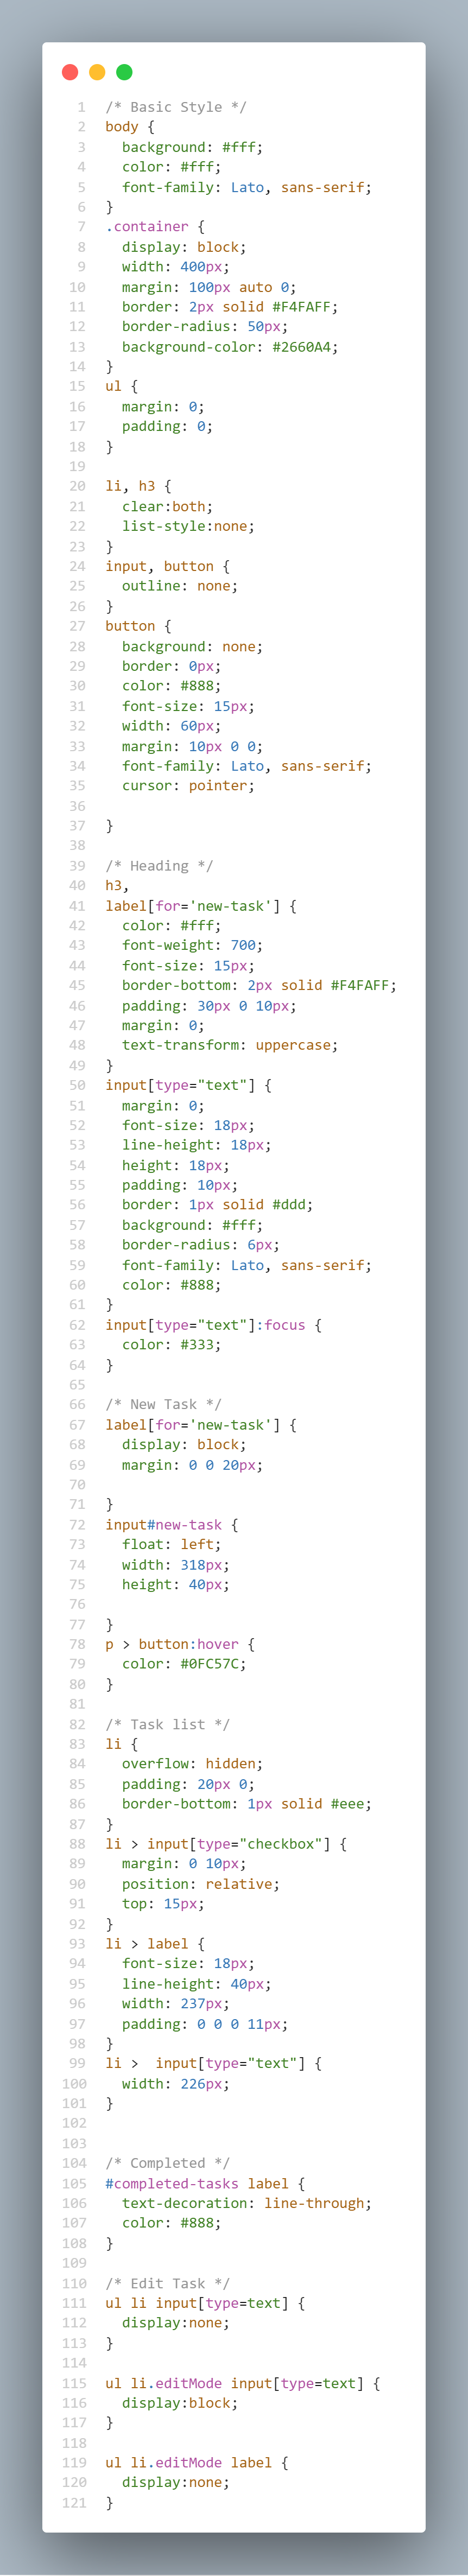 1 /* Basic Style */
2 body {
3   background: #fff;
4   color: #fff;
5   font-family: Lato, sans-serif;
6 }
7 .container {
8   display: block;
9   width: 400px;
10   margin: 100px auto 0;
11   border: 2px solid #F4FAFF;
12   border-radius: 50px;
13   background-color: #2660A4;
14 }
15 ul {
16   margin: 0;
17   padding: 0;
18 }
19
20 li, h3 {
21   clear:both;
22   list-style:none;
23 }
24 input, button {
25   outline: none;
26 }
27 button {
28   background: none;
29   border: 0px;
30   color: #888;
31   font-size: 15px;
32   width: 60px;
33   margin: 10px 0 0;
34   font-family: Lato, sans-serif;
35   cursor: pointer;
36
37 }
38
39 /* Heading */
40 h3,
41 label[for='new-task'] {
42   color: #fff;
43   font-weight: 700;
44   font-size: 15px;
45   border-bottom: 2px solid #F4FAFF;
46   padding: 30px 0 10px;
47   margin: 0;
48   text-transform: uppercase;
49 }
50 input[type="text"] {
51   margin: 0;
52   font-size: 18px;
53   line-height: 18px;
54   height: 18px;
55   padding: 10px;
56   border: 1px solid #ddd;
57   background: #fff;
58   border-radius: 6px;
59   font-family: Lato, sans-serif;
60   color: #888;
61 }
62 input[type="text"]:focus {
63   color: #333;
64 }
65
66 /* New Task */
67 label[for='new-task'] {
68   display: block;
69   margin: 0 0 20px;
70
71 }
72 input#new-task {
73   float: left;
74   width: 318px;
75   height: 40px;
76
77 }
78 p > button:hover {
79   color: #0FC57C;
80 }
81
82 /* Task list */
83 li {
84   overflow: hidden;
85   padding: 20px 0;
86   border-bottom: 1px solid #eee;
87 }
88 li > input[type="checkbox"] {
89   margin: 0 10px;
90   position: relative;
91   top: 15px;
92 }
93 li > label {
94   font-size: 18px;
95   line-height: 40px;
96   width: 237px;
97   padding: 0 0 0 11px;
98 }
99 li >  input[type="text"] {
100   width: 226px;
101 }
102
103
104 /* Completed */
105 #completed-tasks label {
106   text-decoration: line-through;
107   color: #888;
108 }
109
110 /* Edit Task */
111 ul li input[type=text] {
112   display:none;
113 }
114
115 ul li.editMode input[type=text] {
116   display:block;
117 }
118
119 ul li.editMode label {
120   display:none;
121 }